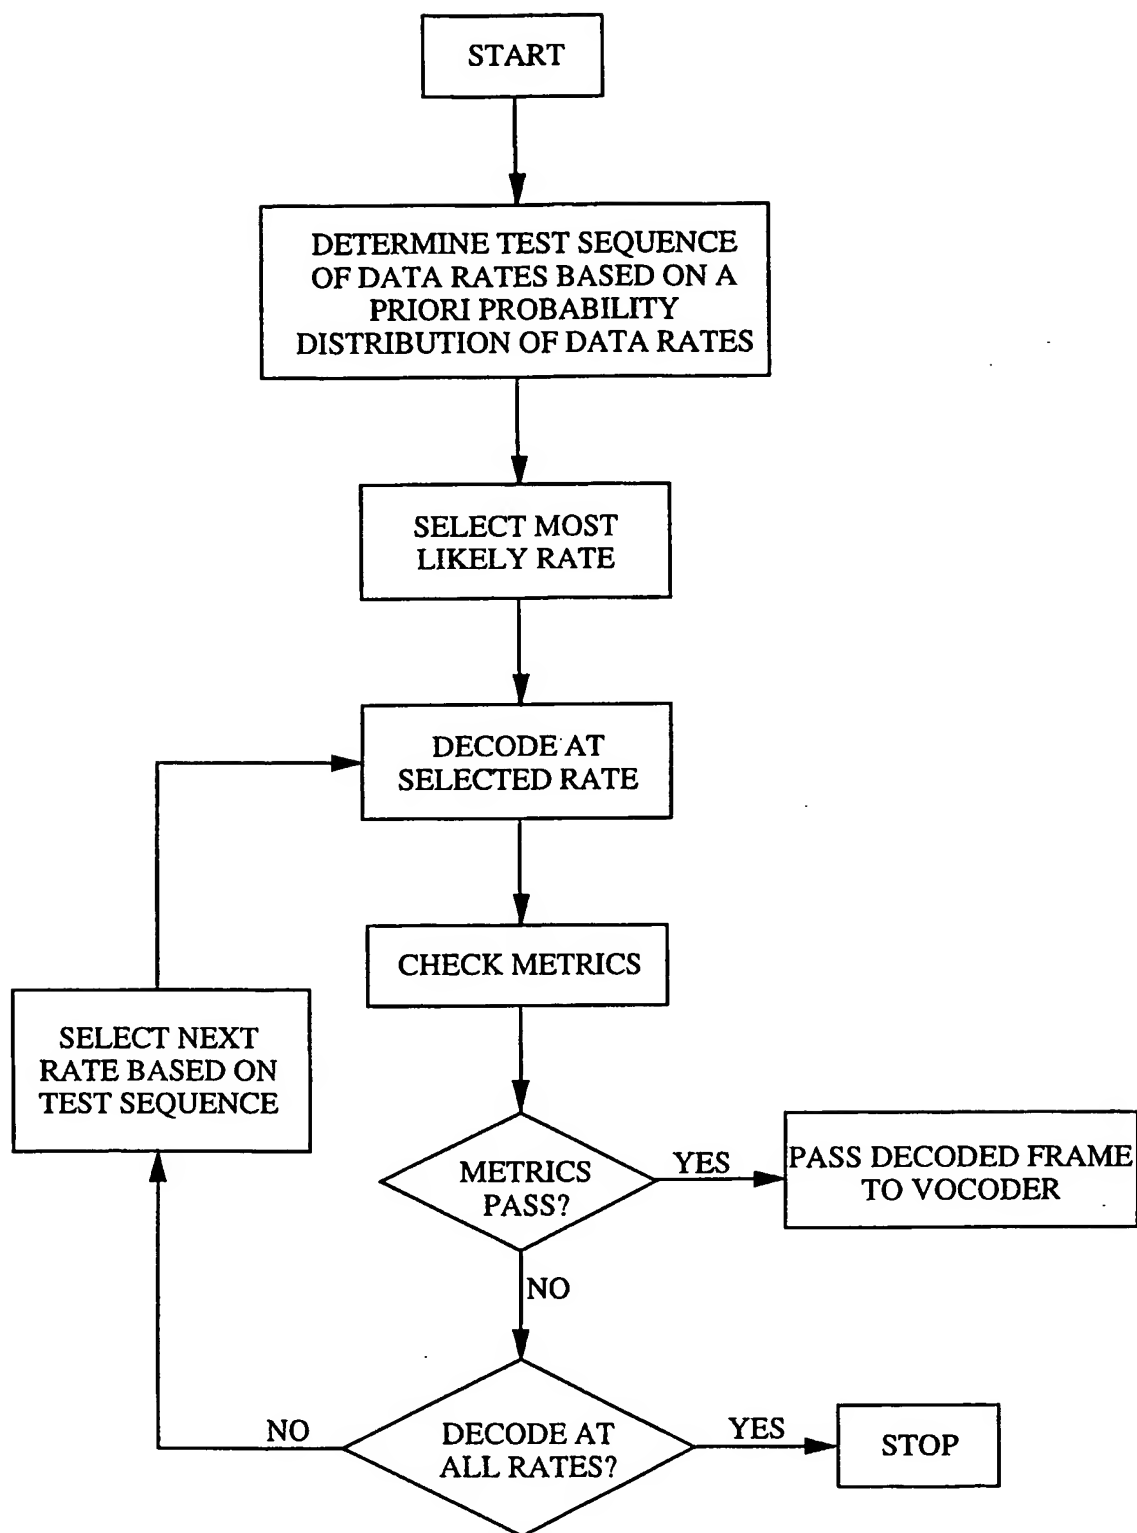 START
DETERMINE TEST SEQUENCE
OF DATA RATES BASED ON A
PRIORI PROBABILITY
DISTRIBUTION OF DATA RATES
SELECT MOST
LIKELY RATE
DECODE AT
SELECTED RATE
CHECK METRICS
SELECT NEXT
RATE BASED ON
TEST SEQUENCE
METRICS
PASS?
YES
PASS DECODED FRAME
TO VOCODER
NO
DECODE AT
ALL RATES?
NO
YES
STOP